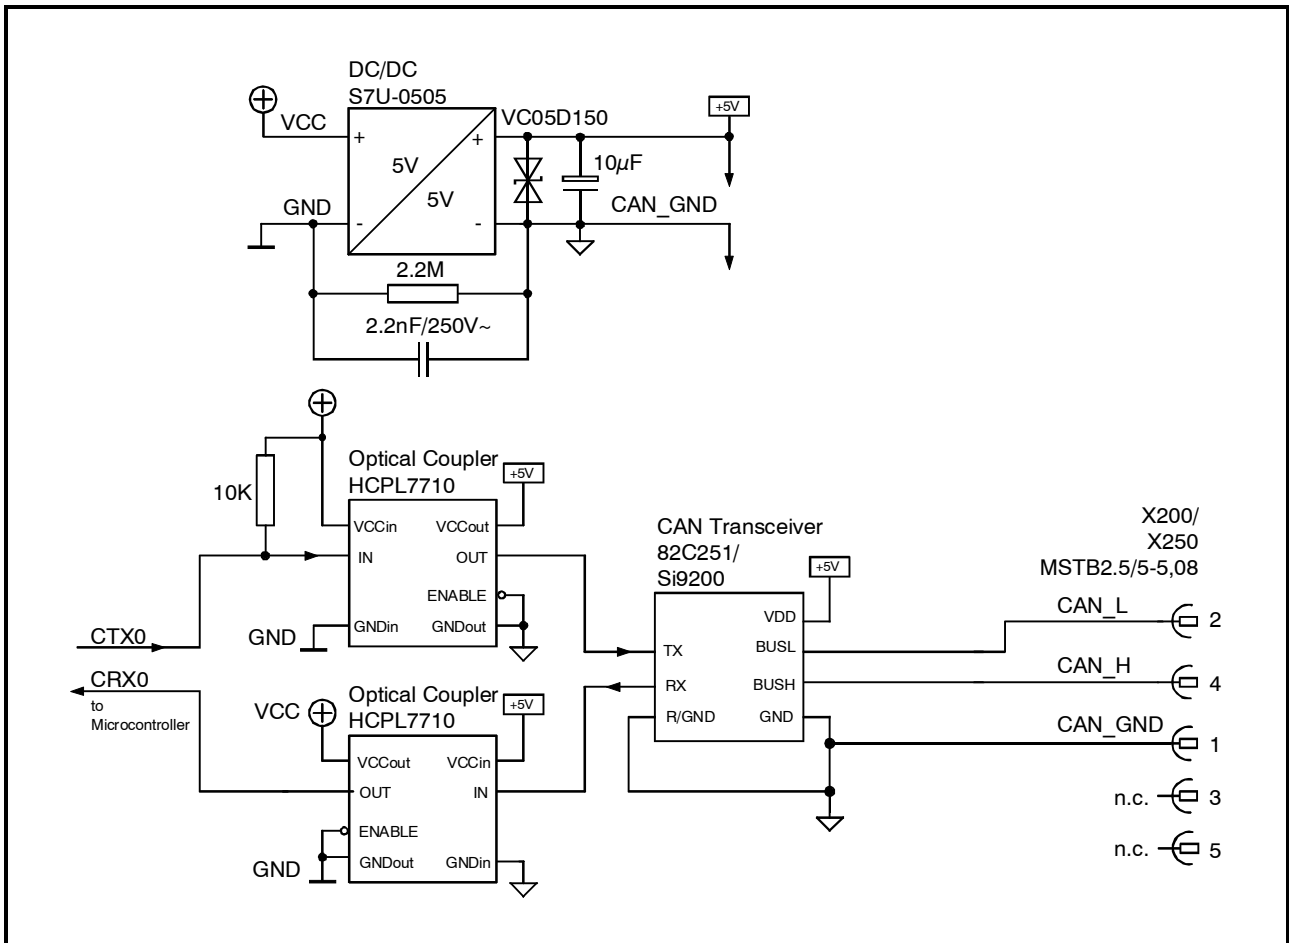 DC/DC
S7U-0505
VCC
+
+
VC05D150
+5V
5V
5V
10µF
GND
-
-
CAN_GND
2.2M
2.2nF/250V~
Optical Coupler
HCPL7710
+5V
10K
VCCin
VCCout
IN
OUT
ENABLE
GNDin
GNDout
GND
CTX0
CRX0
to
Microcontroller
Optical Coupler
HCPL7710
+5V
VCC
VCCout
VCCin
OUT
IN
ENABLE
GNDout
GNDin
GND
CAN Transceiver
82C251/
Si9200
+5V
VDD
TX
BUSL
RX
BUSH
R/GND
GND
X200/
X250
MSTB2.5/5-5,08
CAN_L
2
CAN_H
4
CAN_GND
1
n.c.
3
n.c.
5